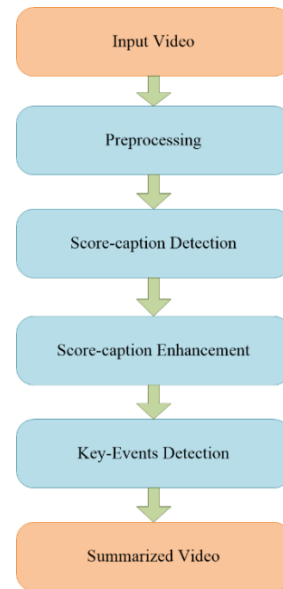 Input Video
Preprocessing
Score-caption Detection
Score-caption Enhancement
Key-Events Detection
Summarized Video